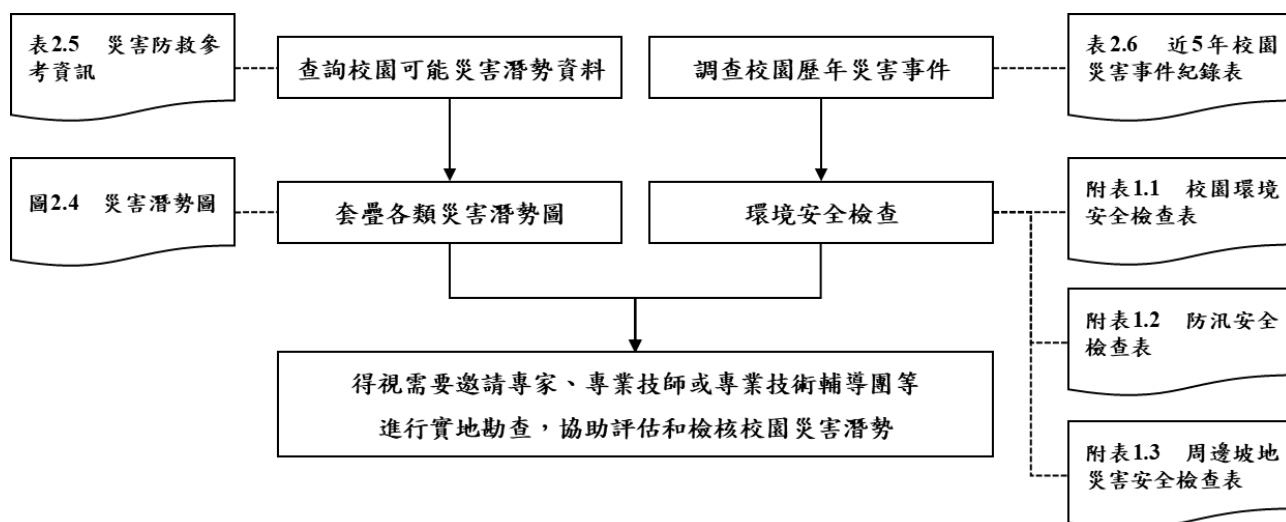 表2.5　災害防救參
考資訊
查詢校園可能災害潛勢資料
調查校園歷年災害事件
表2.6　近5年校園
災害事件紀錄表
圖2.4　災害潛勢圖
套疊各類災害潛勢圖
環境安全檢查
附表1.1　校園環境
安全檢查表
附表1.2　防汛安全
檢查表
得視需要邀請專家、專業技師或專業技術輔導團等
進行實地勘查，協助評估和檢核校園災害潛勢
附表1.3　周邊坡地
災害安全檢查表